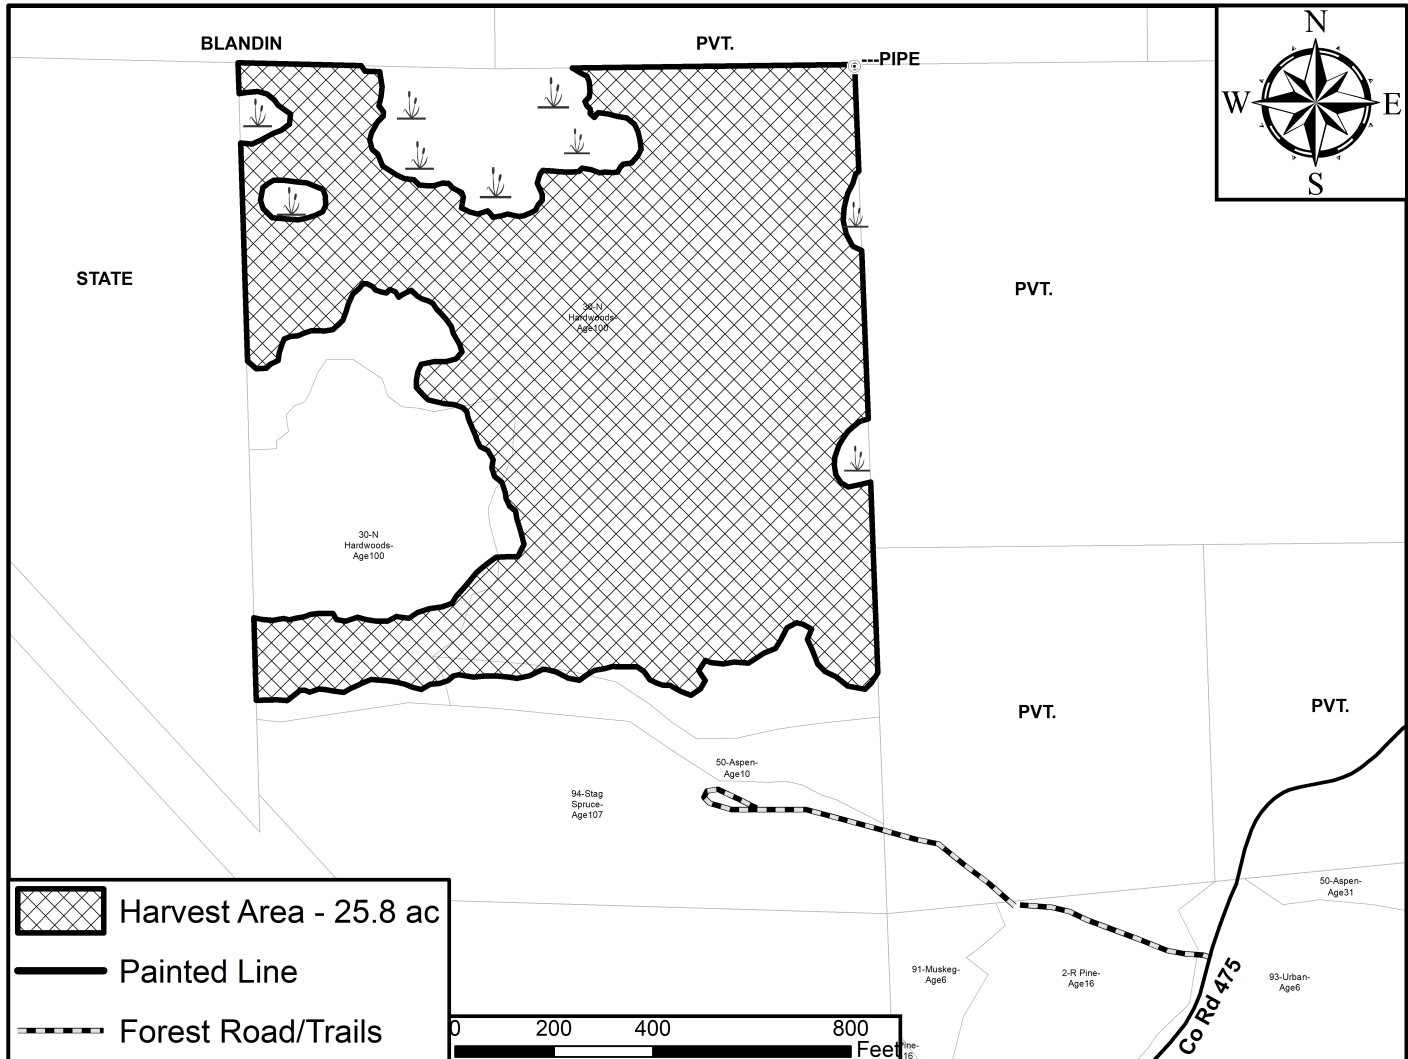 BLANDIN
PVT.
---PIPE
N
W
E
S
STATE
PVT.
30-N
Hardwoods-
Age100
30-N
Hardwoods-
Age100
PVT.
PVT.
50-Aspen-
Age10
94-Stag
Spruce-
Age107
50-Aspen-
Age31
91-Muskeg-
Age6
2-R Pine-
Age16
93-Urban-
Age6
Co Rd 475
Harvest Area - 25.8 ac
Painted Line
Forest Road/Trails
0 200 400 800
Feet
ine-
16